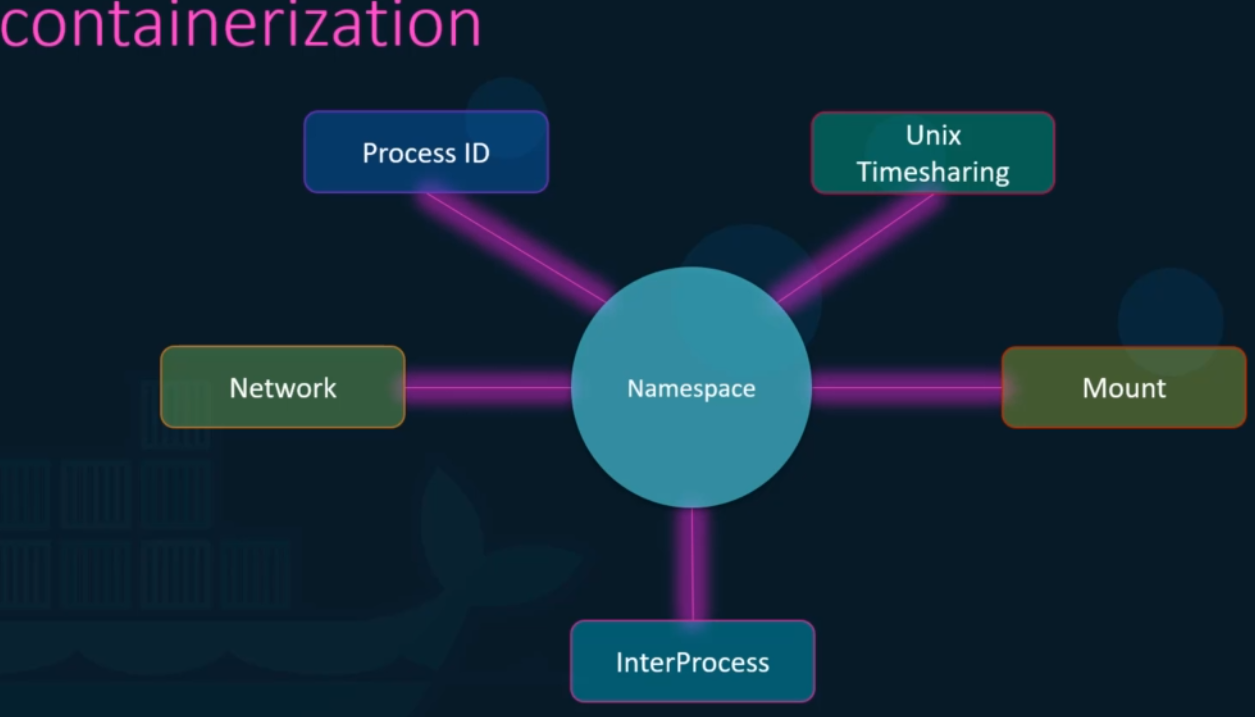 containerization
Process ID
Unix
Timesharing
Network
Namespace
Mount
InterProcess